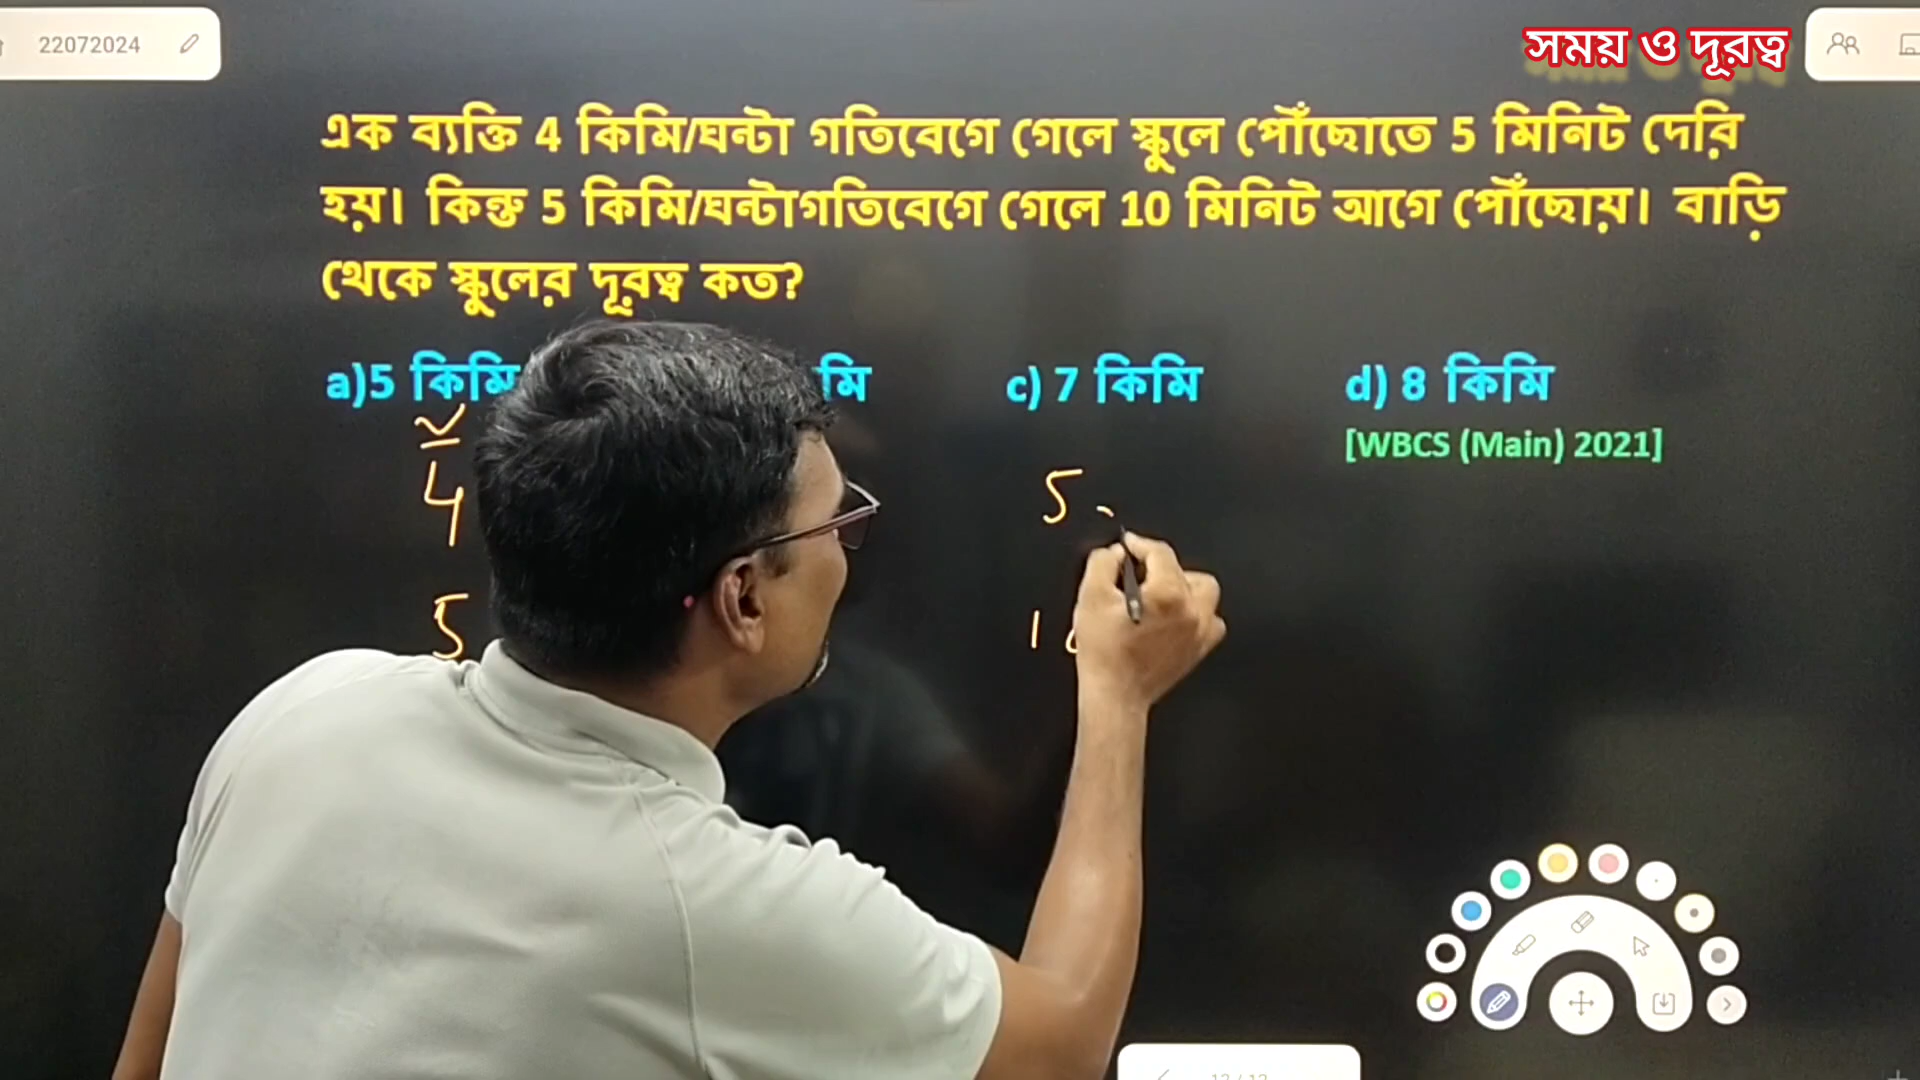 22072024
সময় ও দূরত্ব
এক ব্যক্তি 4 কিমি/ঘন্টা গতিবেগে গেলে স্কুলে পৌঁছোতে 5 মিনিট দেরি
হয়। কিন্তু 5 কিমি/ঘন্টাগতিবেগে গেলে 10 মিনিট আগে পৌঁছোয়। বাড়ি
থেকে স্কুলের দূরত্ব কত?
a)5 কিমি মি c) 7 কিমি d) 8 কিমি
[WBCS (Main) 2021]
4 5
5 10